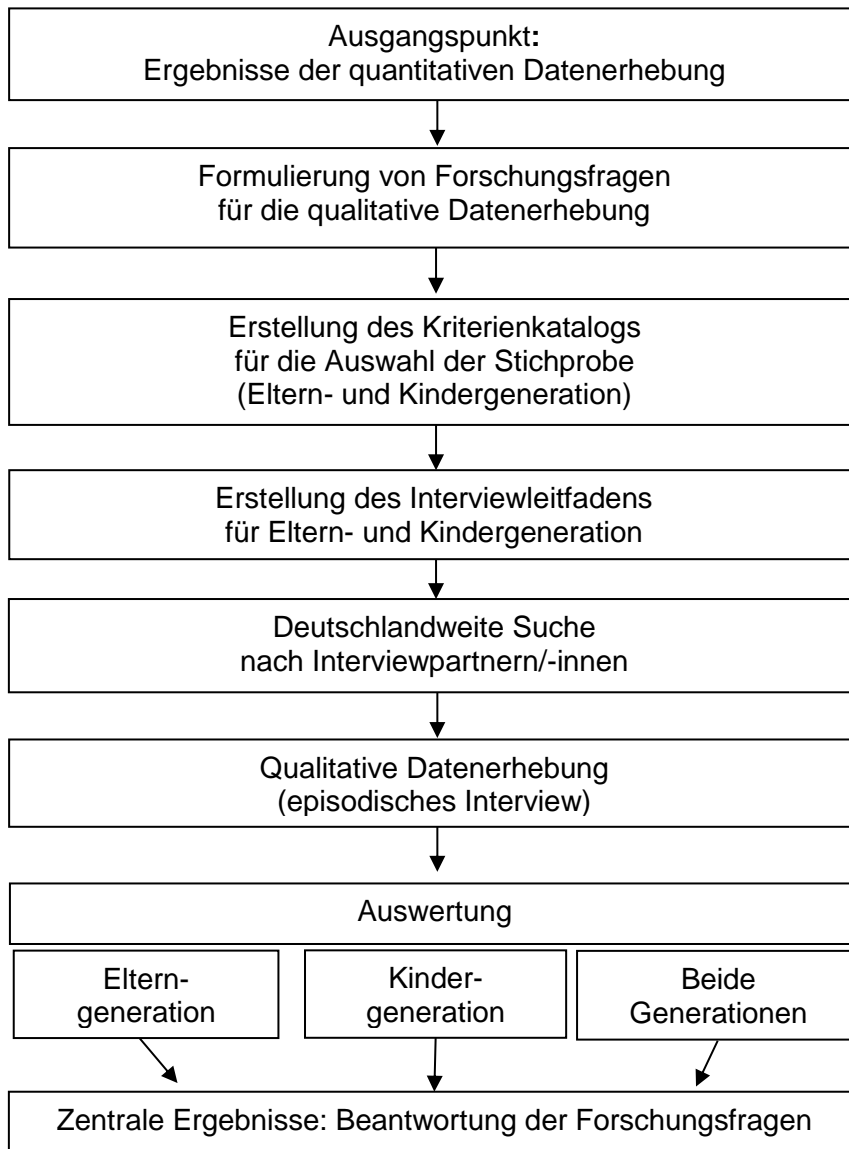 Ausgangspunkt:
Ergebnisse der quantitativen Datenerhebung
Formulierung von Forschungsfragen
für die qualitative Datenerhebung
Erstellung des Kriterienkatalogs
für die Auswahl der Stichprobe
(Eltern- und Kindergeneration)
Erstellung des Interviewleitfadens
für Eltern- und Kindergeneration
Deutschlandweite Suche
nach Interviewpartnern/-innen
Qualitative Datenerhebung
(episodisches Interview)
Auswertung
Eltern-
generation
Kinder-
generation
Beide
Generationen
Zentrale Ergebnisse: Beantwortung der Forschungsfragen